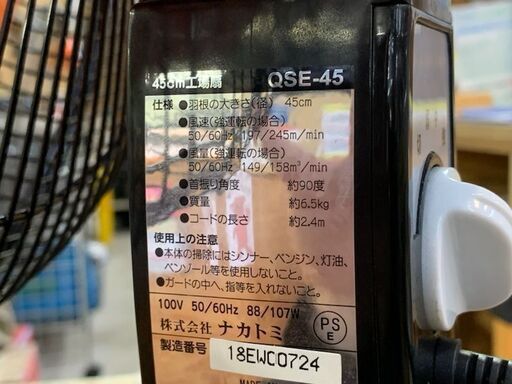 45cm工場扇 QSE-45
仕様 ●羽根の大きさ(径) 45cm
●風速(強運転の場合)
50/60Hz 197/245m/min
●風量(強運転の場合)
50/60Hz 149/158m³/min
●首振り角度 約90度
●質量 約6.5kg
●コードの長さ 約2.4m
使用上の注意
●本体の掃除にはシンナー、ベンジン、灯油、
ベンゾール等を使用しないこと。
●ガードの中へ、指等を入れないこと。
100V 50/60Hz 88/107W
株式会社 ナカトミ
PSE
製造番号 18EWC0724
MADE